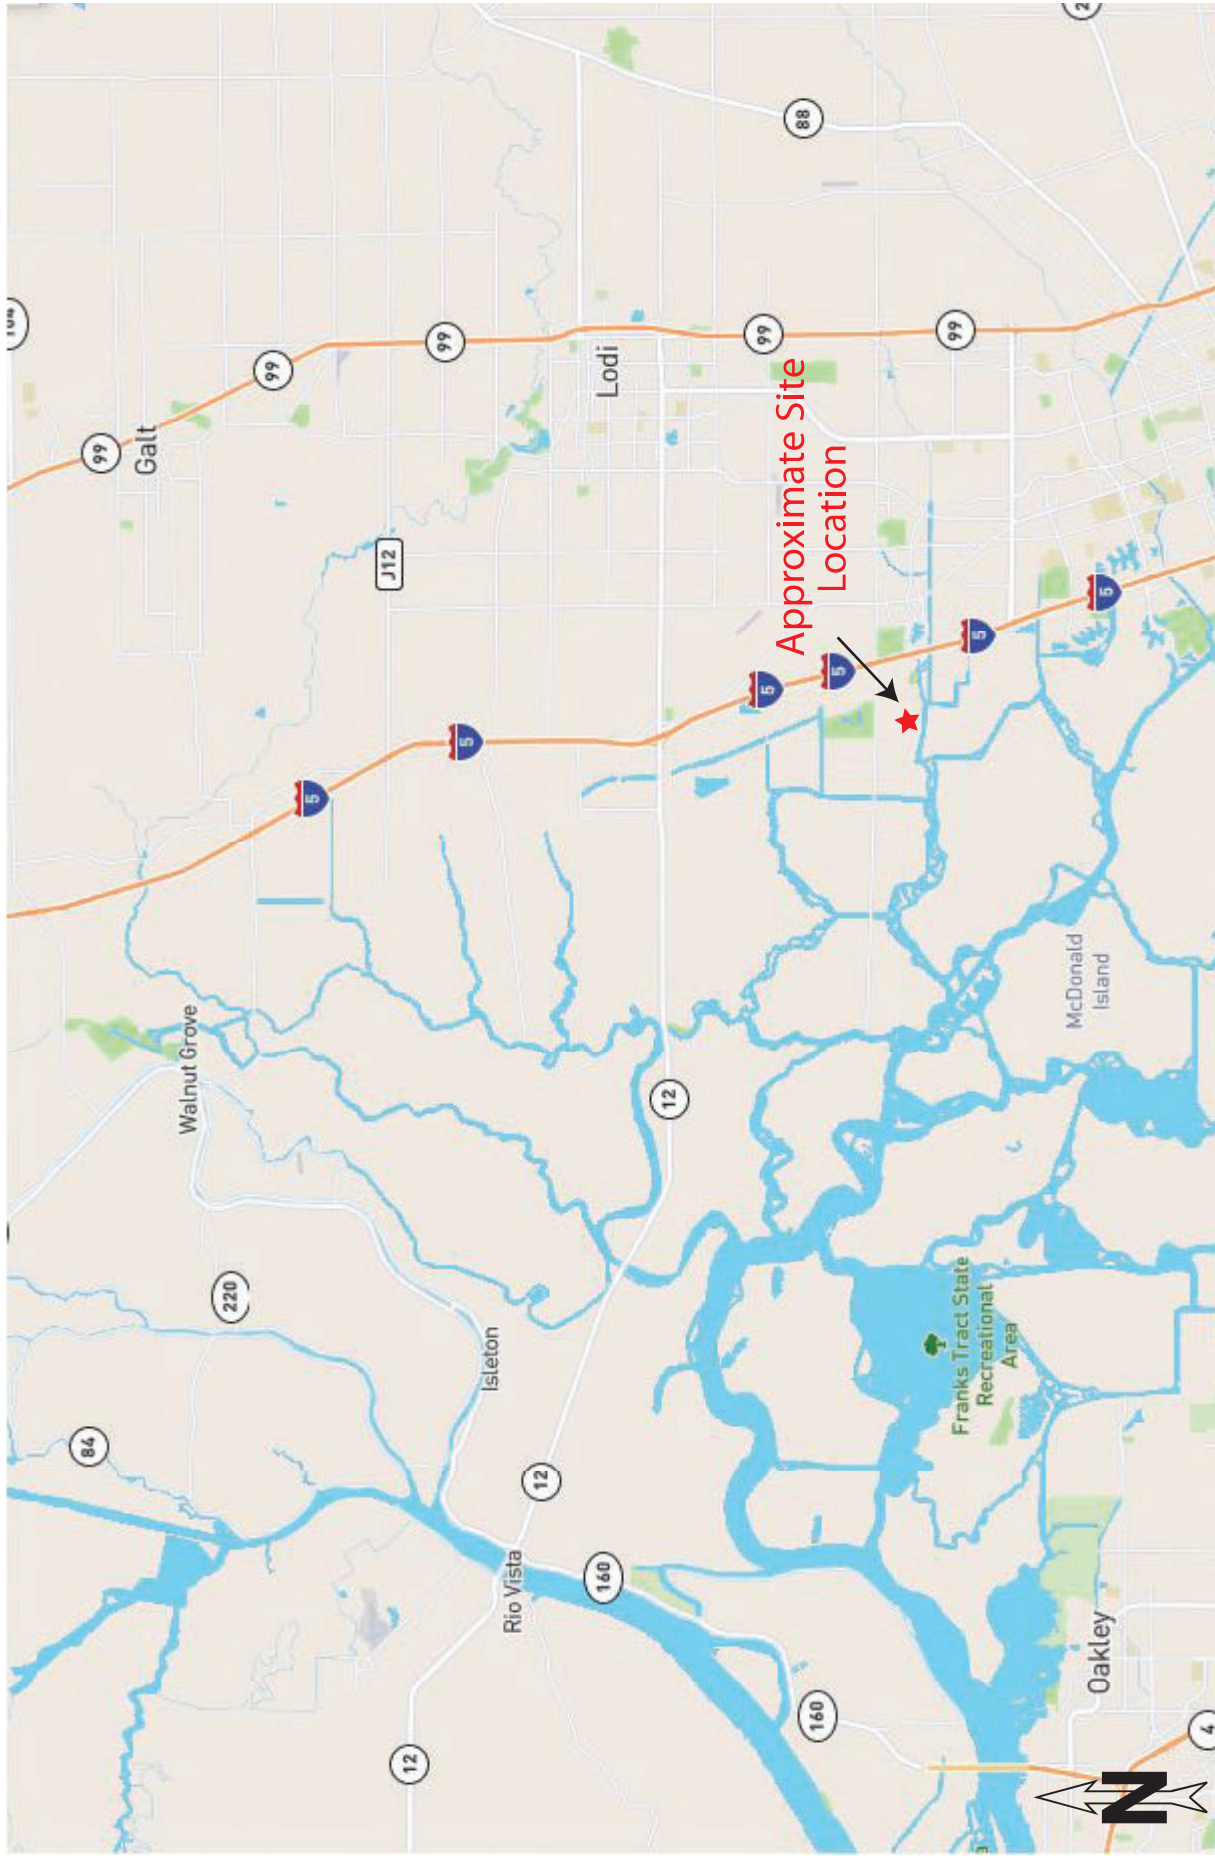 84
99
Galt
Walnut Grove
220
99
5
J12
12
99
5
Isleton
Rio Vista
12
160
Lodi
12
5
99
Approximate Site
Location
88
160
5
99
Franks Tract State
Recreational
Area
5
McDonald
Island
5
Oakley
N
4